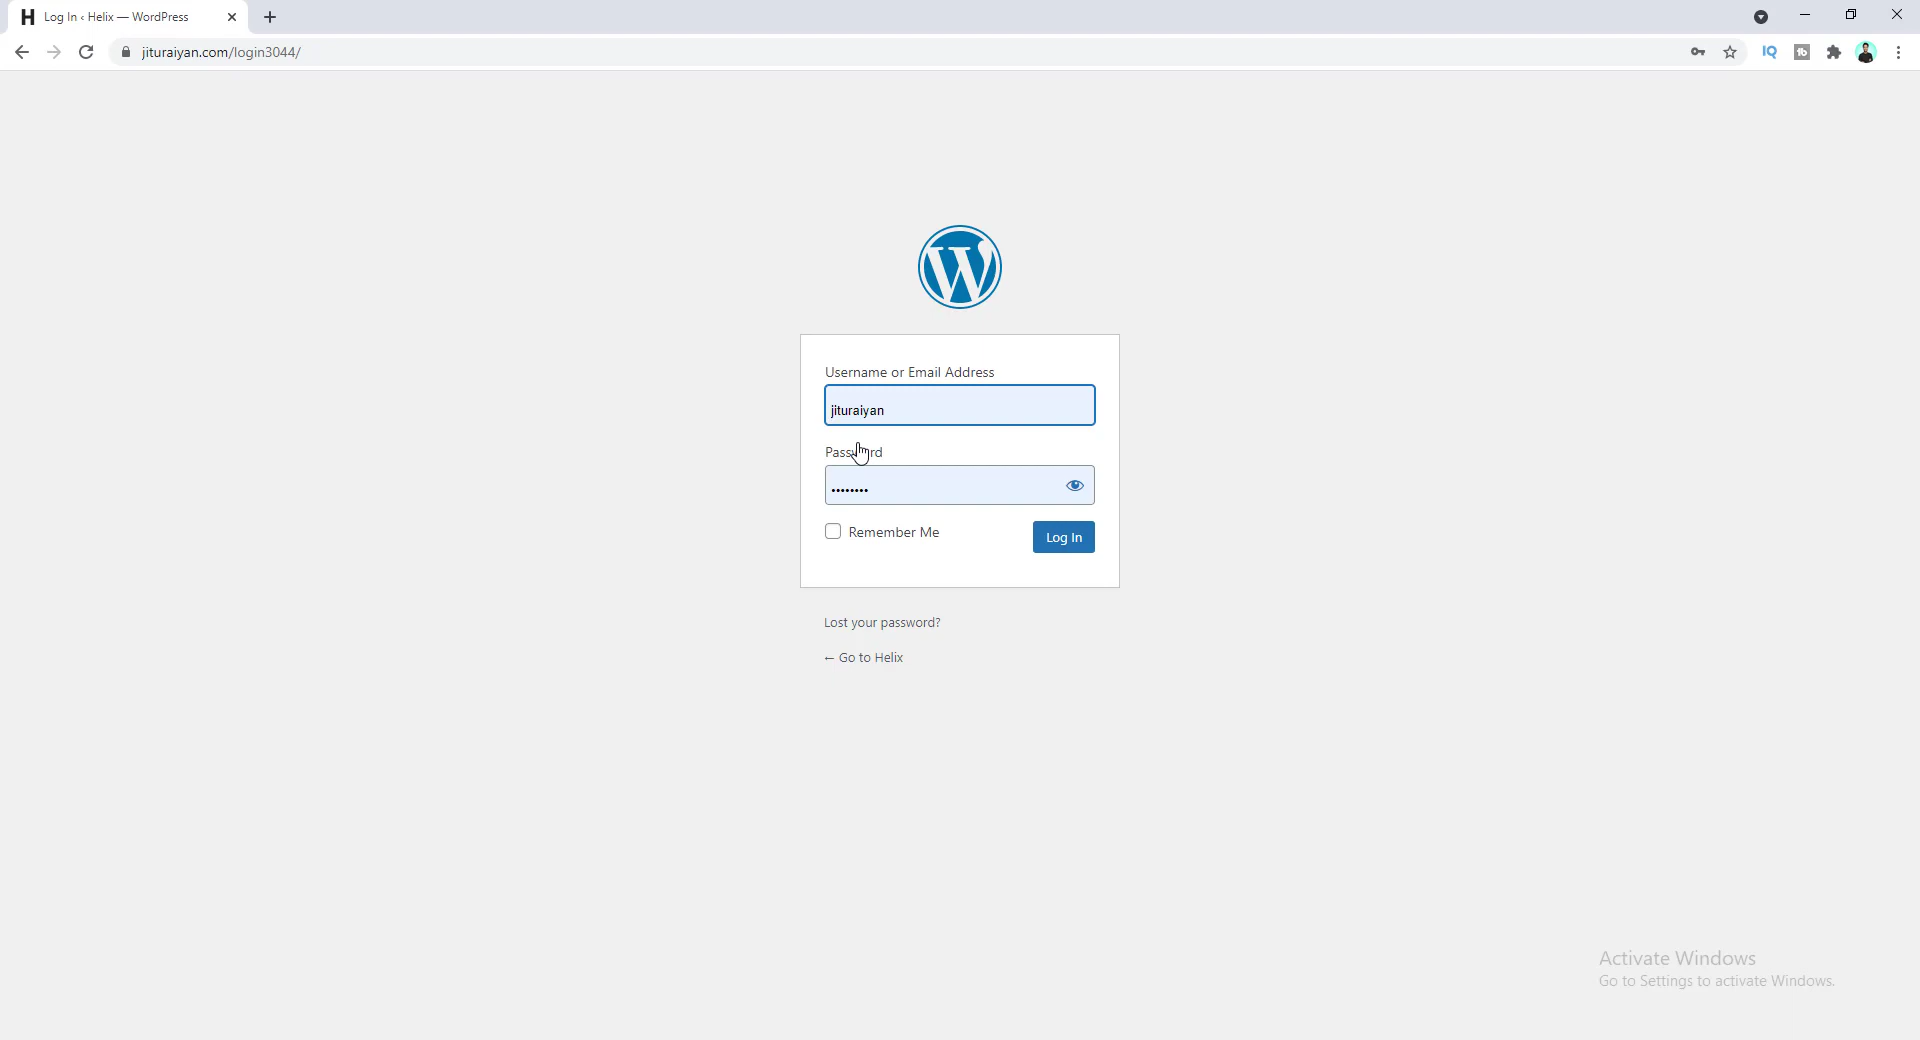 Log In ‹ Helix — WordPress
jituraiyan.com/login3044/
Username or Email Address
jituraiyan
Password
••••••••
Remember Me
Log In
Lost your password?
← Go to Helix
Activate Windows
Go to Settings to activate Windows.